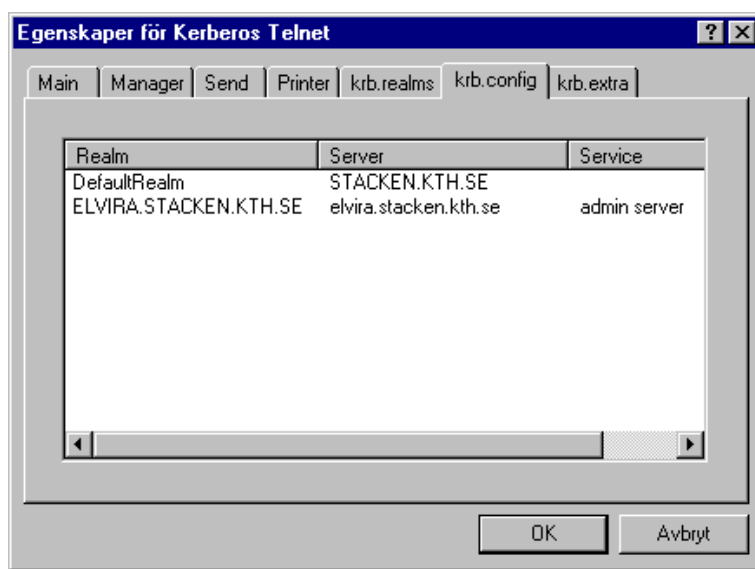 Egenskaper för Kerberos Telnet
Main Manager Send Printer krb.realms krb.config krb.extra
Realm Server Service
DefaultRealm STACKEN.KTH.SE
ELVIRA.STACKEN.KTH.SE elvira.stacken.kth.se admin server
OK Avbryt